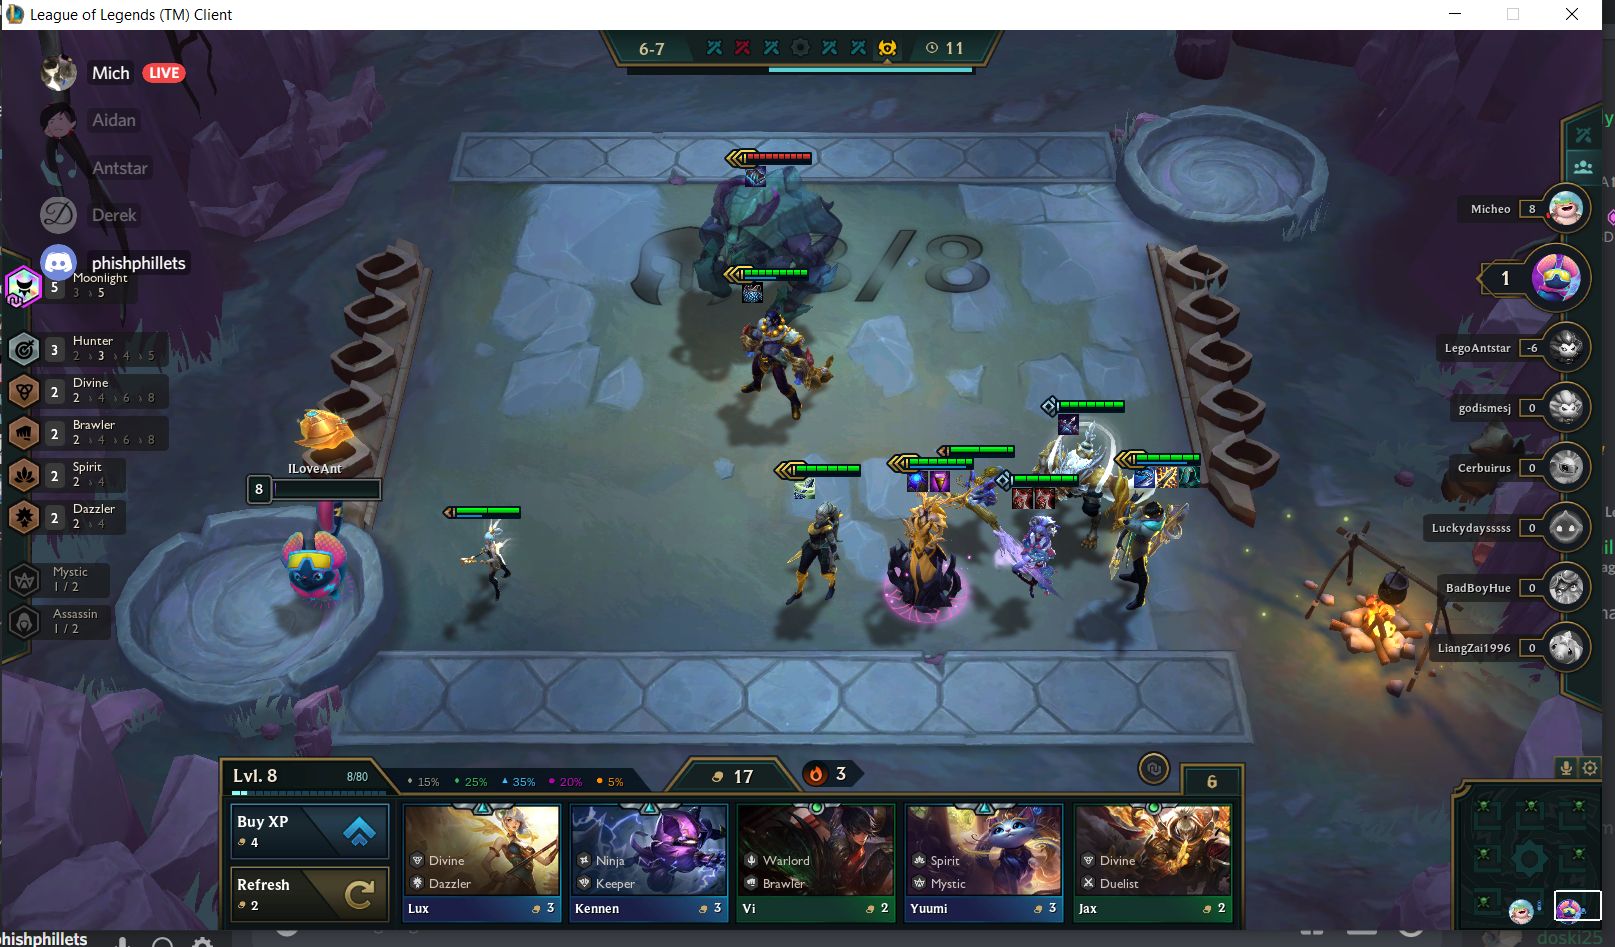 League of Legends (TM) Client
6-7
11
Mich LIVE
Aidan
Antstar
Derek
phishphillets
5 Moonlight
3 › 5
3 Hunter
2 › 3 › 4 › 5
2 Divine
2 › 4 › 6 › 8
2 Brawler
2 › 4 › 6 › 8
2 Spirit
2 › 4
2 Dazzler
2 › 4
Mystic
1 / 2
Assassin
1 / 2
8/8
ILoveAnt
8
Micheo 8
1
LegoAntstar -6
godismesj 0
Cerbuirus 0
Luckydaysssss 0
BadBoyHue 0
LiangZai1996 0
Lvl. 8 8/80
15% 25% 35% 20% 5%
17
3
6
Buy XP
4
Refresh
2
Divine
Dazzler
Lux 3
Ninja
Keeper
Kennen 3
Warlord
Brawler
Vi 2
Spirit
Mystic
Yuumi 3
Divine
Duelist
Jax 2
phishphillets
doski25